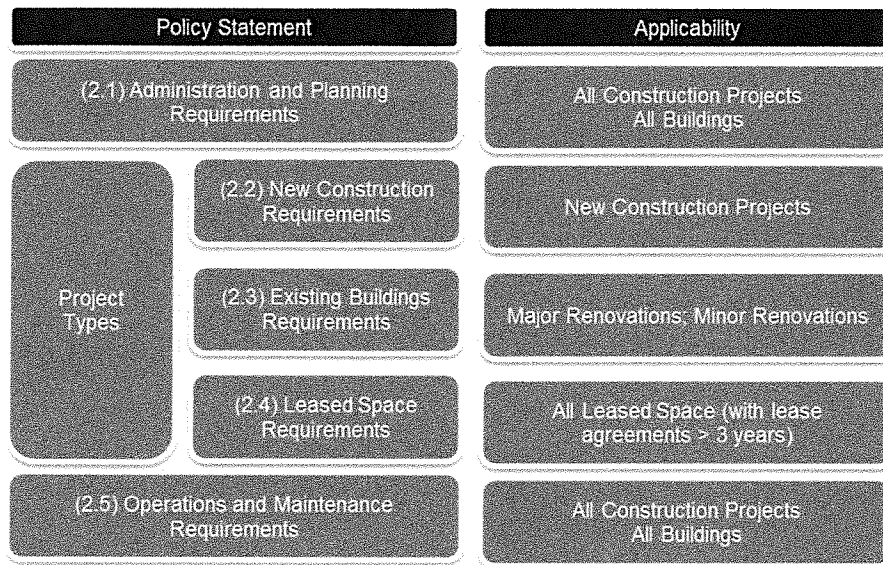 Policy Statement
Applicability
(2.1) Administration and Planning
Requirements
All Construction Projects
All Buildings
Project
Types
(2.2) New Construction
Requirements
New Construction Projects
(2.3) Existing Buildings
Requirements
Major Renovations; Minor Renovations
(2.4) Leased Space
Requirements
All Leased Space (with lease
agreements > 3 years)
(2.5) Operations and Maintenance
Requirements
All Construction Projects
All Buildings